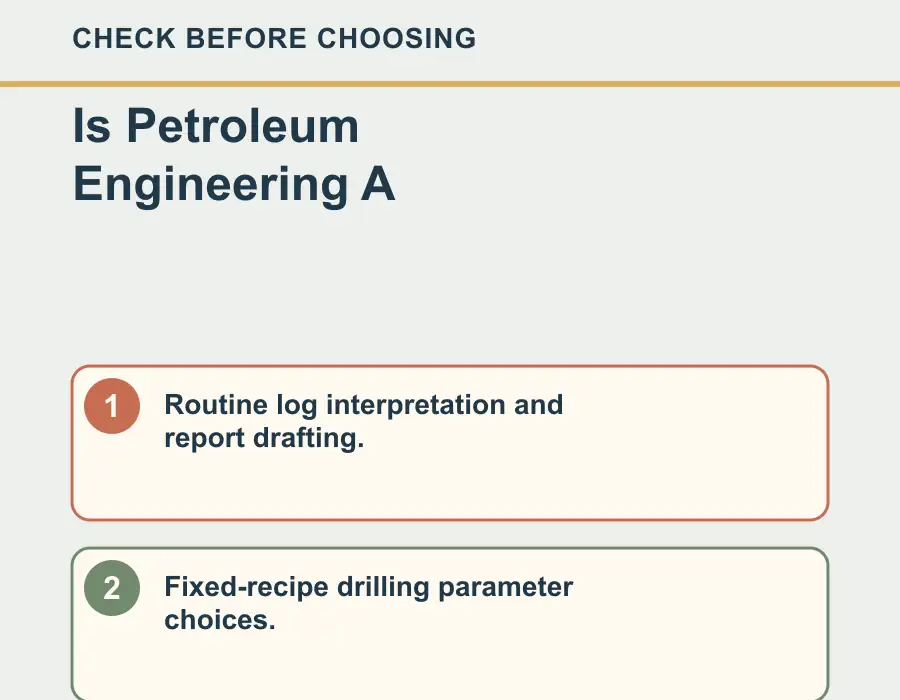 CHECK BEFORE CHOOSING
Is Petroleum
Engineering A
1
Routine log interpretation and
report drafting.
2
Fixed-recipe drilling parameter
choices.